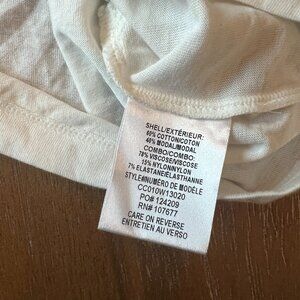 SHELL/EXTÉRIEUR:
60% COTTON/COTON
40% MODAL/MODAL
COMBO/COMBO:
78% VISCOSE/VISCOSE
15% NYLON/NYLON
7% ELASTANE/ELASTHANNE
STYLE#/NUMÉRO DE MODÈLE
CC010W13020
PO# 124209
RN# 107677
CARE ON REVERSE
ENTRETIEN AU VERSO